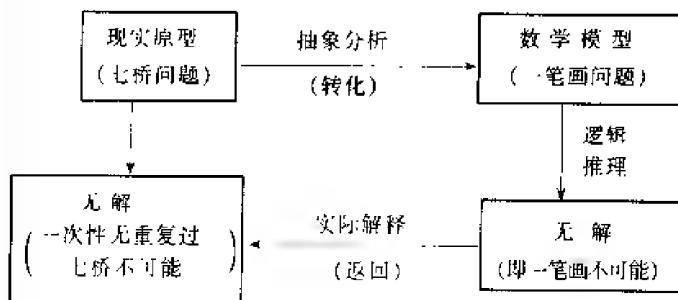 现实原型
(七桥问题)
抽象分析
(转化)
数学模型
(一笔画问题)
逻辑
推理
无解
(一次性无重复过
七桥不可能)
实际解释
(返回)
无解
(即一笔画不可能)